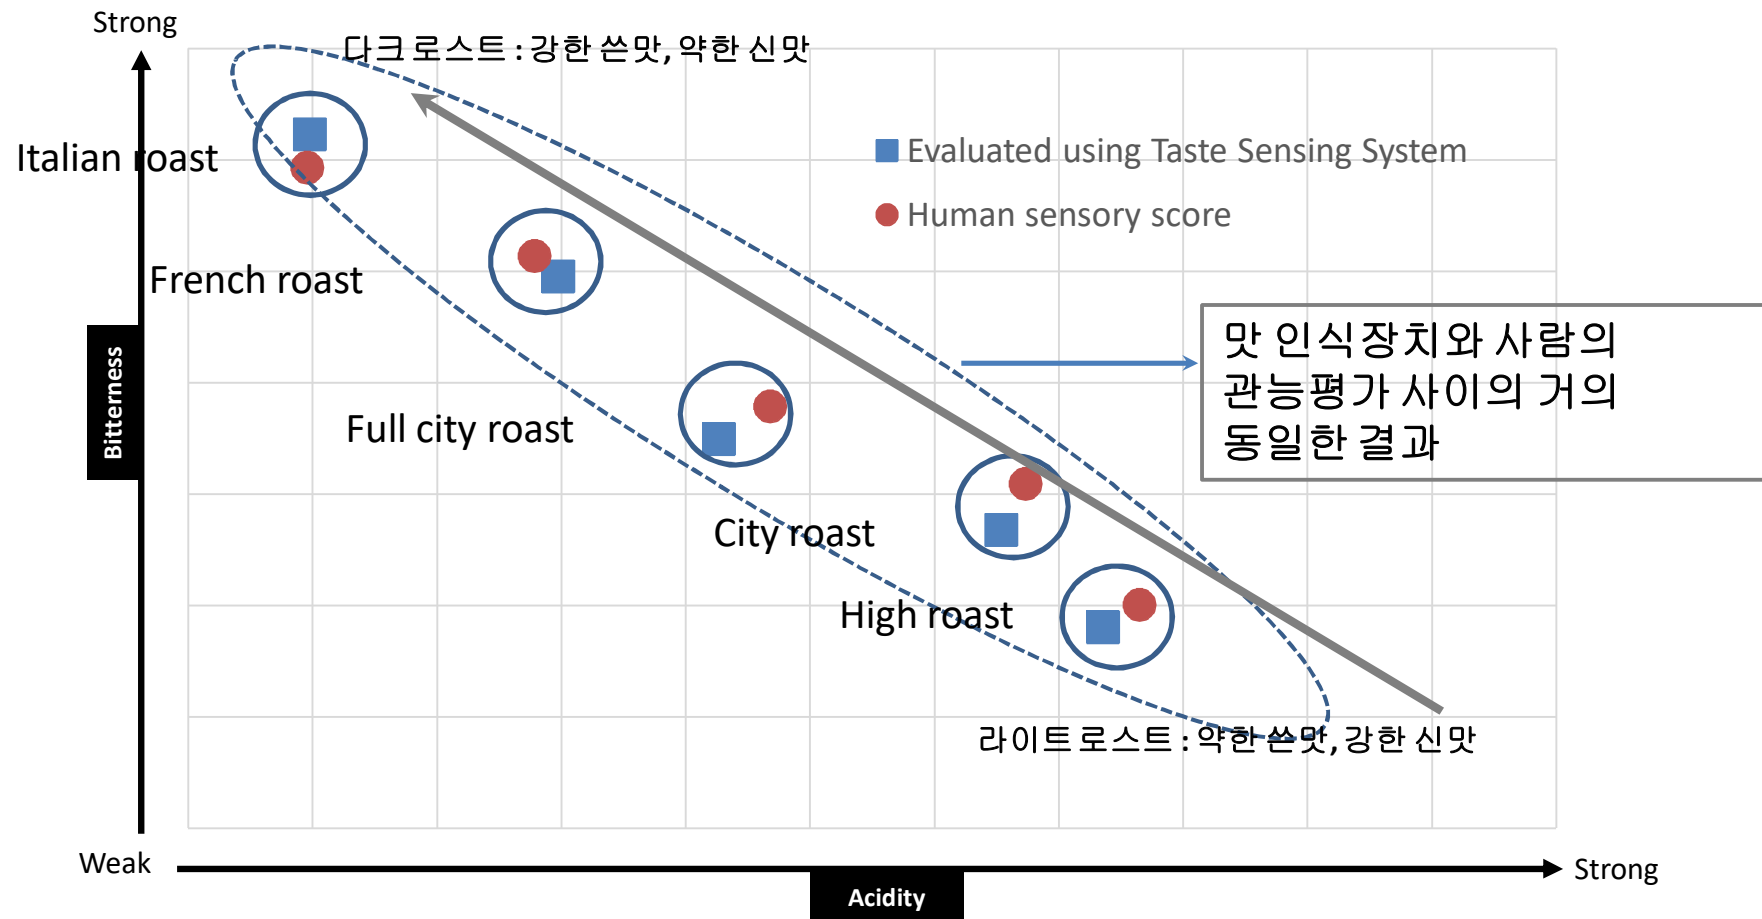 Strong
다크 로스트 : 강한 쓴맛, 약한 신맛
Evaluated using Taste Sensing System
Italian roast
Human sensory score
French roast
맛 인식장치와 사람의
관능평가 사이의 거의
동일한 결과
Bitterness
Full city roast
City roast
High roast
라이트 로스트 : 약한 쓴맛, 강한 신맛
Weak
Strong
Acidity